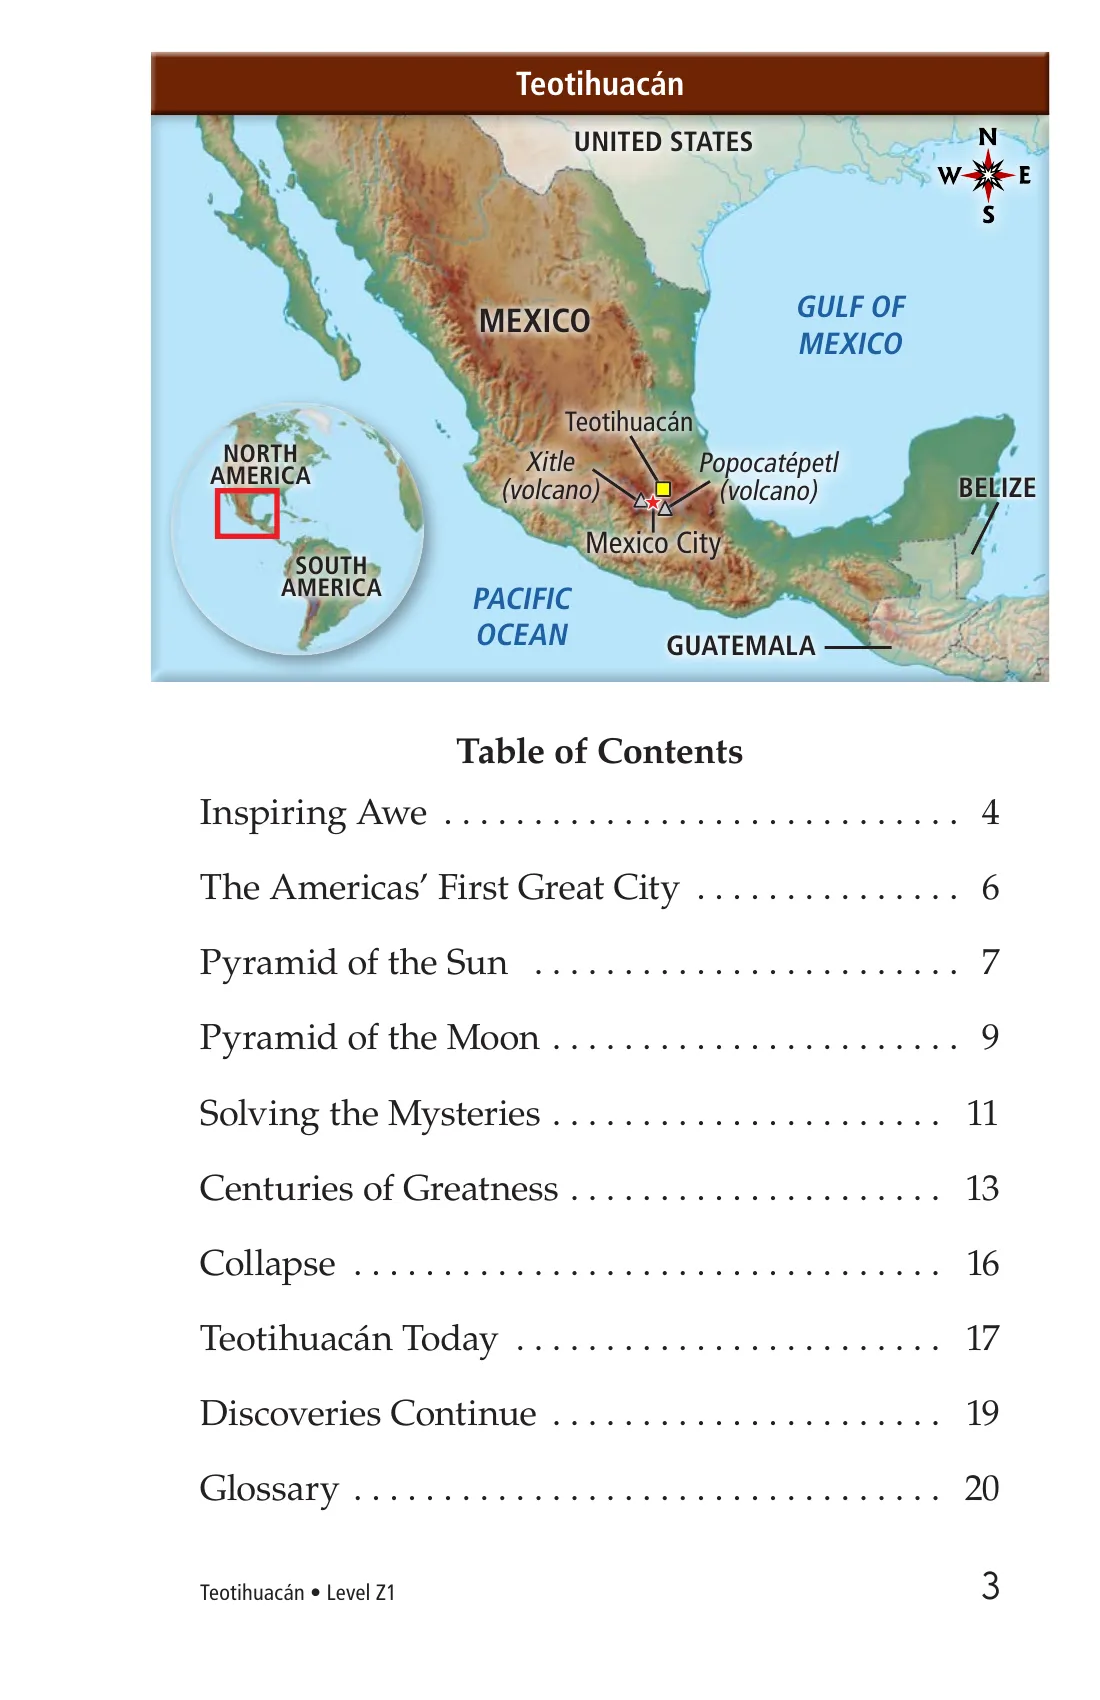 Teotihuacán
UNITED STATES
N
W E
S
GULF OF
MEXICO
MEXICO
Teotihuacán
Xitle
(volcano)
Popocatépetl
(volcano)
Mexico City
BELIZE
NORTH
AMERICA
SOUTH
AMERICA
PACIFIC
OCEAN
GUATEMALA
Table of Contents
Inspiring Awe . . . . . . . . . . . . . . . . . . . . . . . . . . . . . 4
The Americas’ First Great City . . . . . . . . . . . . . . . 6
Pyramid of the Sun . . . . . . . . . . . . . . . . . . . . . . . . 7
Pyramid of the Moon . . . . . . . . . . . . . . . . . . . . . . . 9
Solving the Mysteries . . . . . . . . . . . . . . . . . . . . . . 11
Centuries of Greatness . . . . . . . . . . . . . . . . . . . . . 13
Collapse . . . . . . . . . . . . . . . . . . . . . . . . . . . . . . . . . 16
Teotihuacán Today . . . . . . . . . . . . . . . . . . . . . . . . 17
Discoveries Continue . . . . . . . . . . . . . . . . . . . . . . 19
Glossary . . . . . . . . . . . . . . . . . . . . . . . . . . . . . . . . . 20
Teotihuacán • Level Z1
3